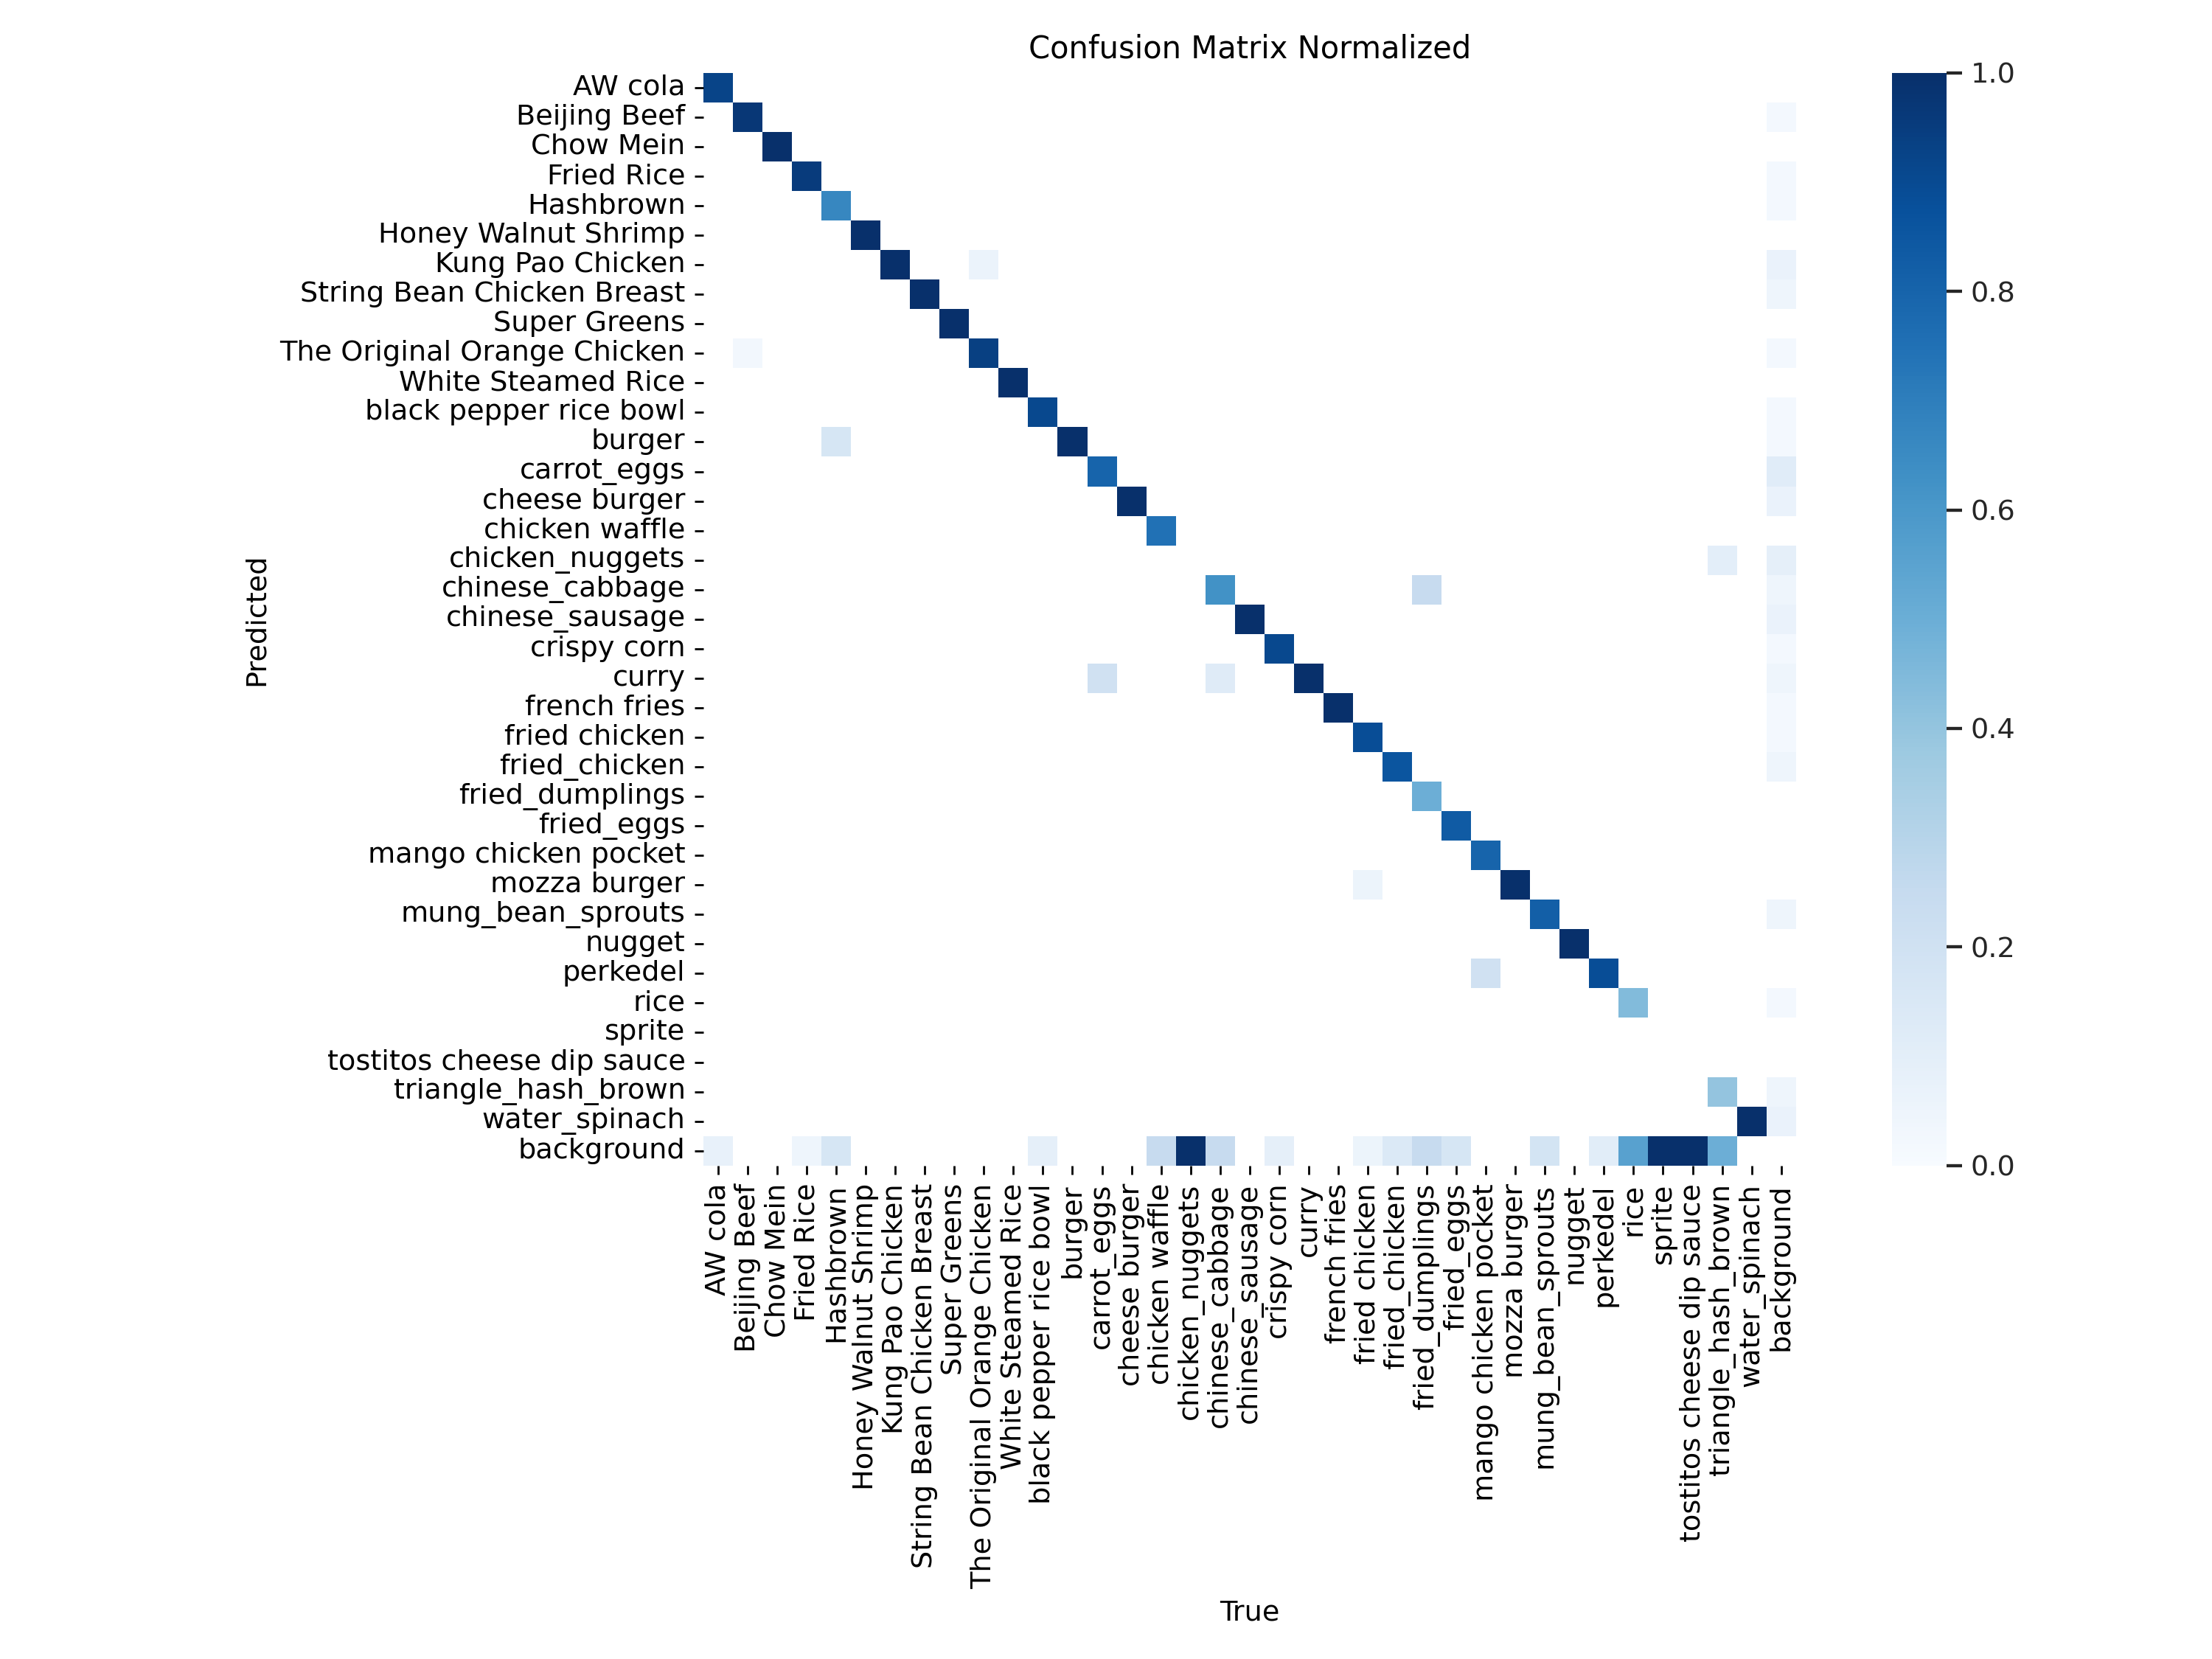 Confusion Matrix Normalized
AW cola
Beijing Beef
Chow Mein
Fried Rice
Hashbrown
Honey Walnut Shrimp
Kung Pao Chicken
String Bean Chicken Breast
Super Greens
The Original Orange Chicken
White Steamed Rice
black pepper rice bowl
burger
carrot_eggs
cheese burger
chicken waffle
chicken_nuggets
chinese_cabbage
chinese_sausage
crispy corn
curry
french fries
fried chicken
fried_chicken
fried_dumplings
fried_eggs
mango chicken pocket
mozza burger
mung_bean_sprouts
nugget
perkedel
rice
sprite
tostitos cheese dip sauce
triangle_hash_brown
water_spinach
background
Predicted
AW cola
Beijing Beef
Chow Mein
Fried Rice
Hashbrown
Honey Walnut Shrimp
Kung Pao Chicken
String Bean Chicken Breast
Super Greens
The Original Orange Chicken
White Steamed Rice
black pepper rice bowl
burger
carrot_eggs
cheese burger
chicken waffle
chicken_nuggets
chinese_cabbage
chinese_sausage
crispy corn
curry
french fries
fried chicken
fried_chicken
fried_dumplings
fried_eggs
mango chicken pocket
mozza burger
mung_bean_sprouts
nugget
perkedel
rice
sprite
tostitos cheese dip sauce
triangle_hash_brown
water_spinach
background
True
1.0
0.8
0.6
0.4
0.2
0.0